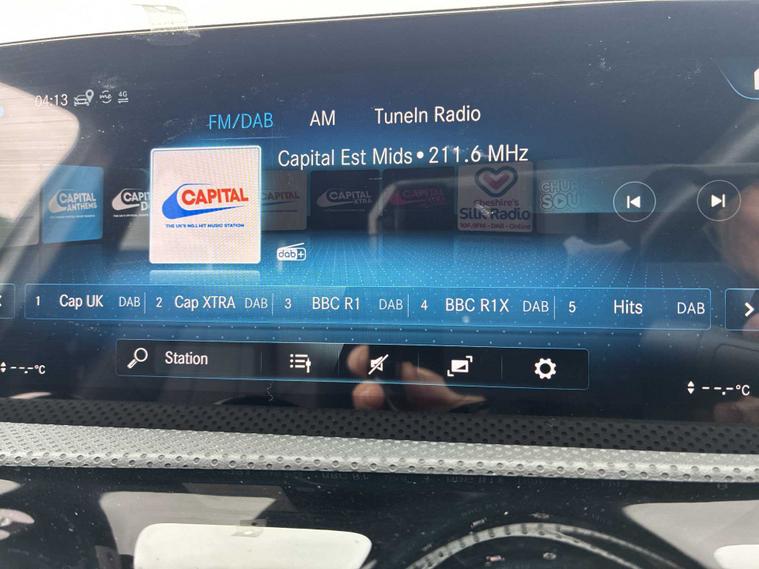 04:13 4G
FM/DAB AM TuneIn Radio
Capital Est Mids • 211.6 MHz
CAPITAL ANTHEMS
CAPITAL
THE UK'S NO.1 HIT MUSIC STATION
CAPITAL
CAPITAL XTRA
CAPITAL
Cheshire's Silk Radio
dab+
1 Cap UK DAB 2 Cap XTRA DAB 3 BBC R1 DAB 4 BBC R1X DAB 5 Hits DAB
Station
--.-°C
--.-°C